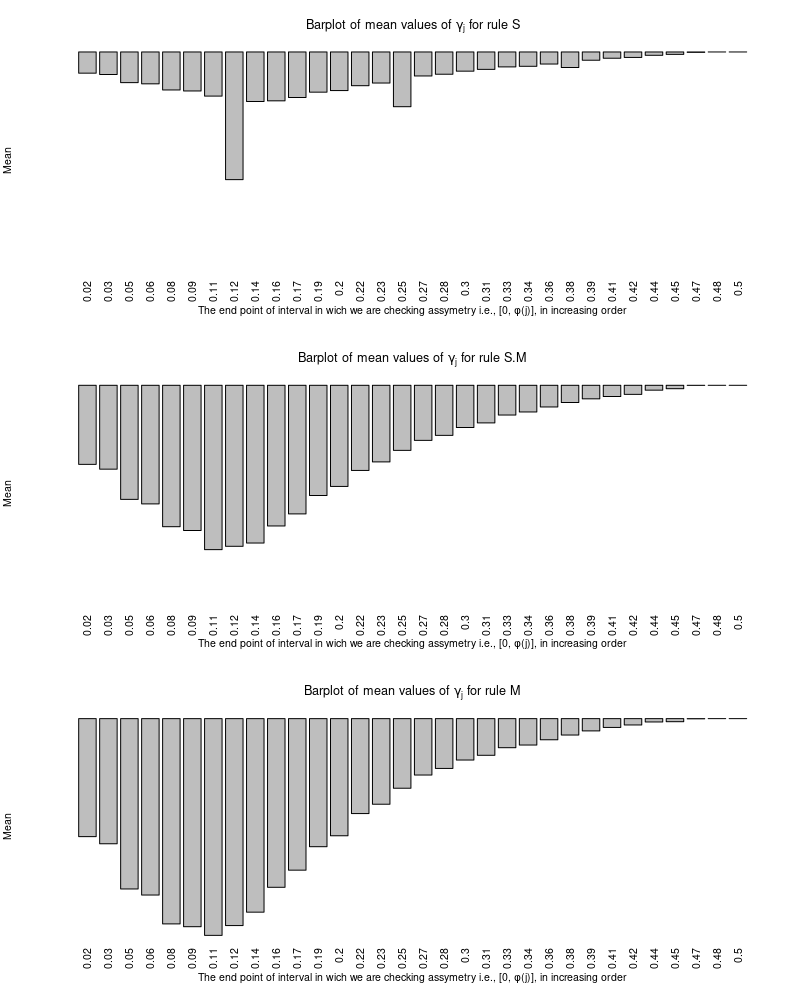 Barplot of mean values of γj for rule S
Mean
0.02 0.03 0.05 0.06 0.08 0.09 0.11 0.12 0.14 0.16 0.17 0.19 0.2 0.22 0.23 0.25 0.27 0.28 0.3 0.31 0.33 0.34 0.36 0.38 0.39 0.41 0.42 0.44 0.45 0.47 0.48 0.5
The end point of interval in wich we are checking assymetry i.e., [0, φ(j)], in increasing order
Barplot of mean values of γj for rule S.M
Mean
0.02 0.03 0.05 0.06 0.08 0.09 0.11 0.12 0.14 0.16 0.17 0.19 0.2 0.22 0.23 0.25 0.27 0.28 0.3 0.31 0.33 0.34 0.36 0.38 0.39 0.41 0.42 0.44 0.45 0.47 0.48 0.5
The end point of interval in wich we are checking assymetry i.e., [0, φ(j)], in increasing order
Barplot of mean values of γj for rule M
Mean
0.02 0.03 0.05 0.06 0.08 0.09 0.11 0.12 0.14 0.16 0.17 0.19 0.2 0.22 0.23 0.25 0.27 0.28 0.3 0.31 0.33 0.34 0.36 0.38 0.39 0.41 0.42 0.44 0.45 0.47 0.48 0.5
The end point of interval in wich we are checking assymetry i.e., [0, φ(j)], in increasing order